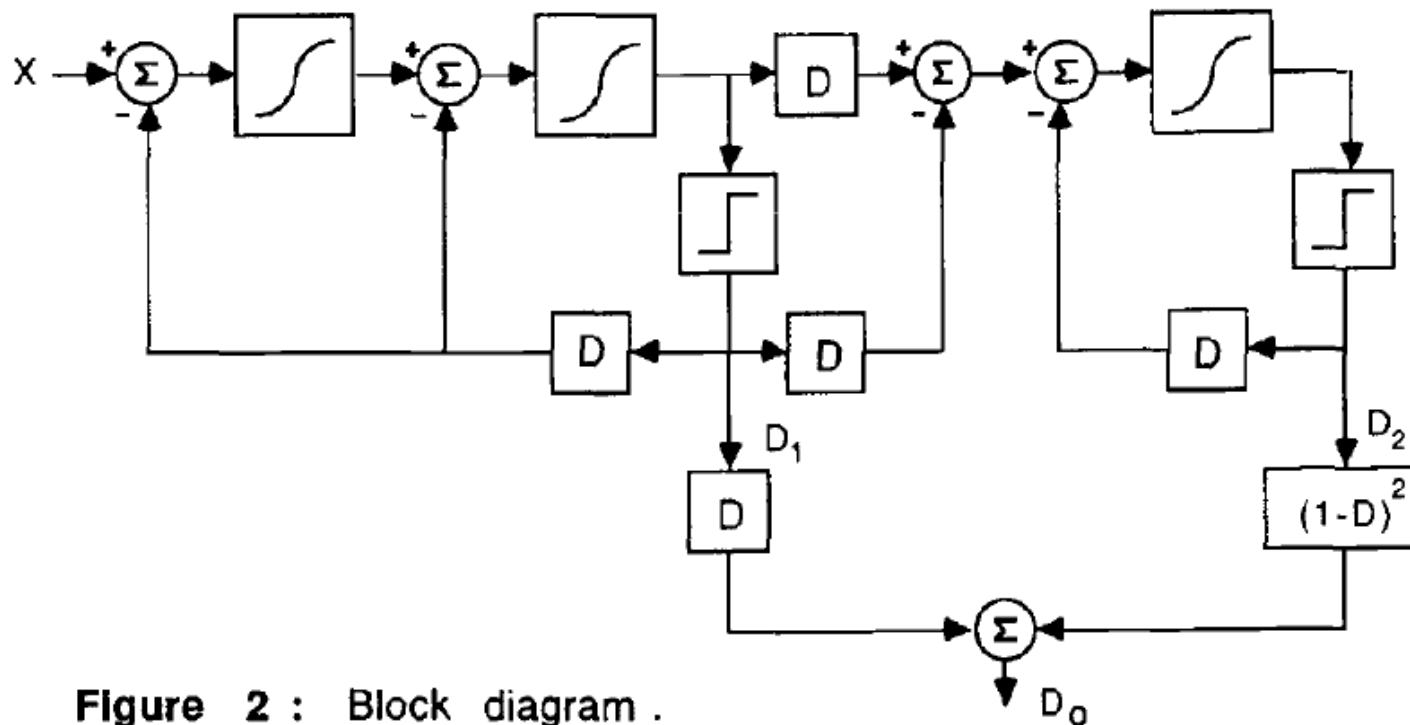 + + + +
X Σ Σ D Σ Σ
- - - -
D D D
D₁ D₂
D (1-D)²
Σ
Figure 2 : Block diagram .
D₀